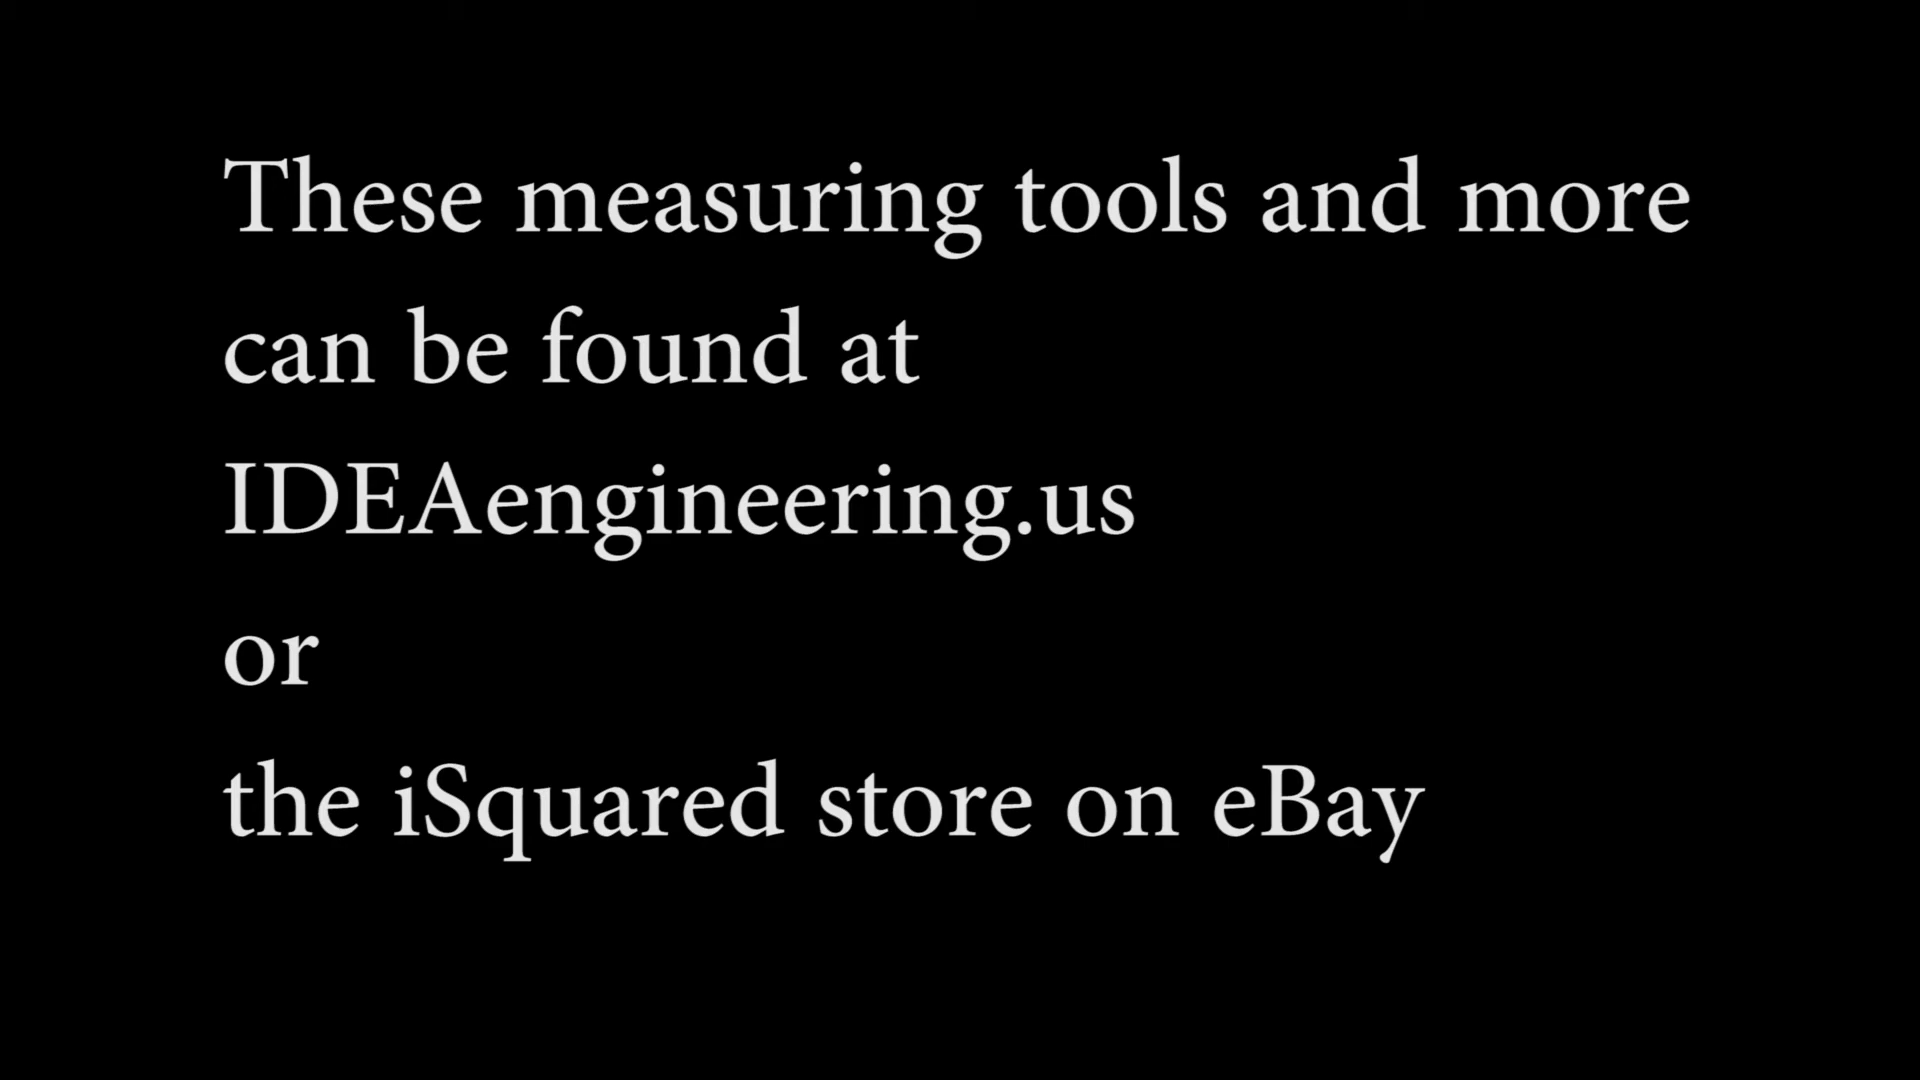 These measuring tools and more
can be found at
IDEAengineering.us
or
the iSquared store on eBay